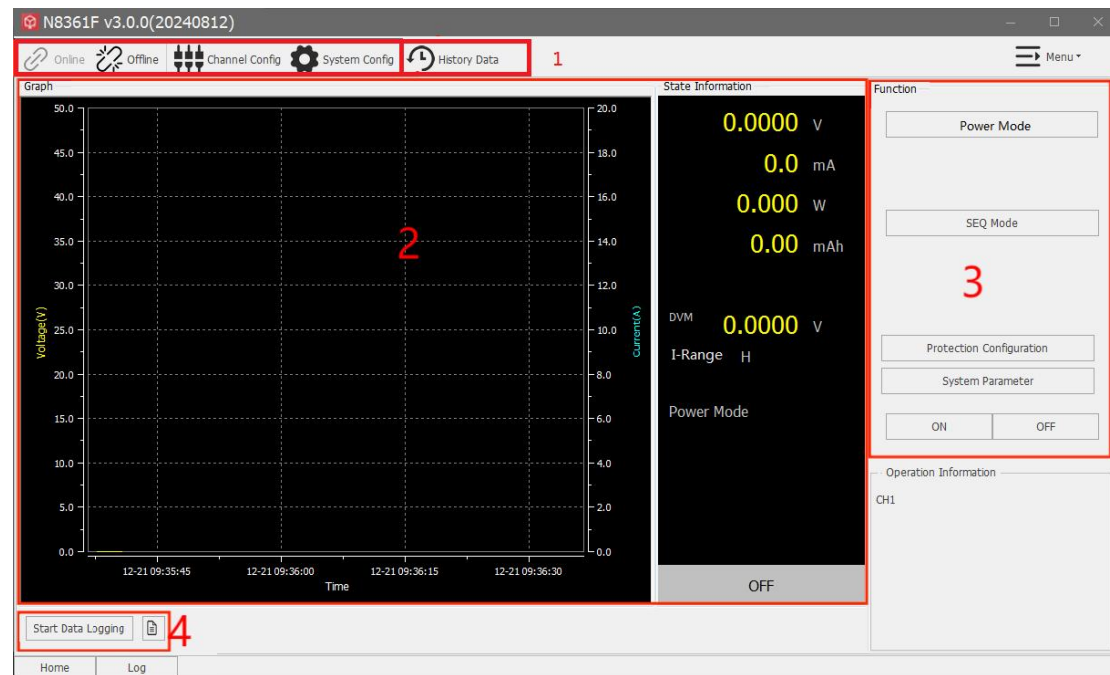 N8361F v3.0.0(20240812)
Online Offline Channel Config System Config History Data 1 Menu
Graph
50.0
45.0
40.0
35.0
30.0
25.0
20.0
15.0
10.0
5.0
0.0
Voltage(V)
2
20.0
18.0
16.0
14.0
12.0
10.0
8.0
6.0
4.0
2.0
0.0
Current(A)
12-21 09:35:45 12-21 09:36:00 12-21 09:36:15 12-21 09:36:30
Time
State Information
0.0000 V
0.0 mA
0.000 W
0.00 mAh
DVM 0.0000 V
I-Range H
Power Mode
OFF
Function
Power Mode
SEQ Mode
3
Protection Configuration
System Parameter
ON OFF
Operation Information
CH1
Start Data Logging 4
Home Log